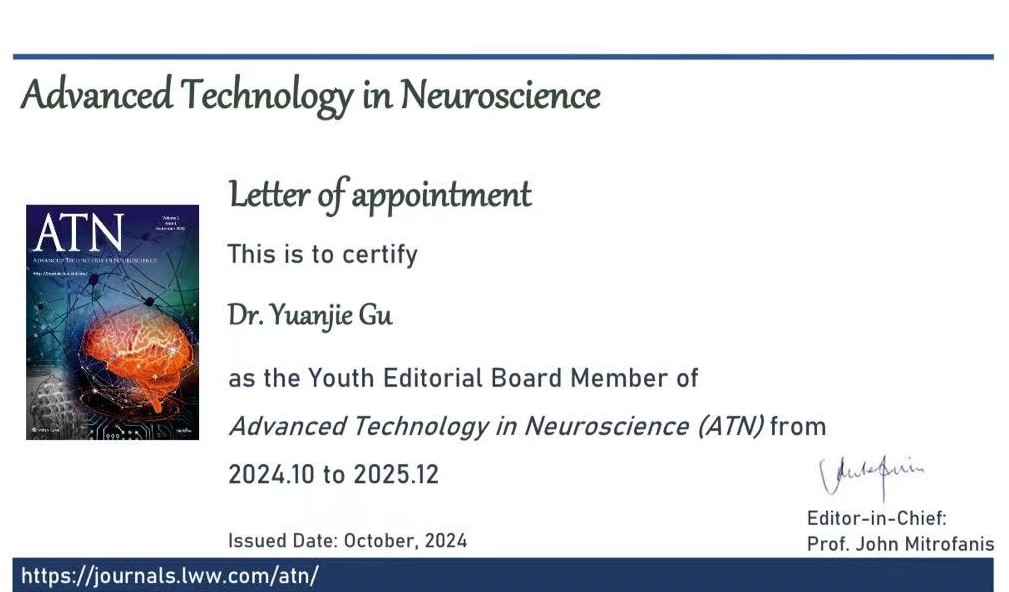 Advanced Technology in Neuroscience
Letter of appointment
ATN
ADVANCED TECHNOLOGY IN NEUROSCIENCE
This is to certify
Dr. Yuanjie Gu
as the Youth Editorial Board Member of
Advanced Technology in Neuroscience (ATN) from
2024.10 to 2025.12
Editor-in-Chief:
Prof. John Mitrofanis
Issued Date: October, 2024
https://journals.lww.com/atn/